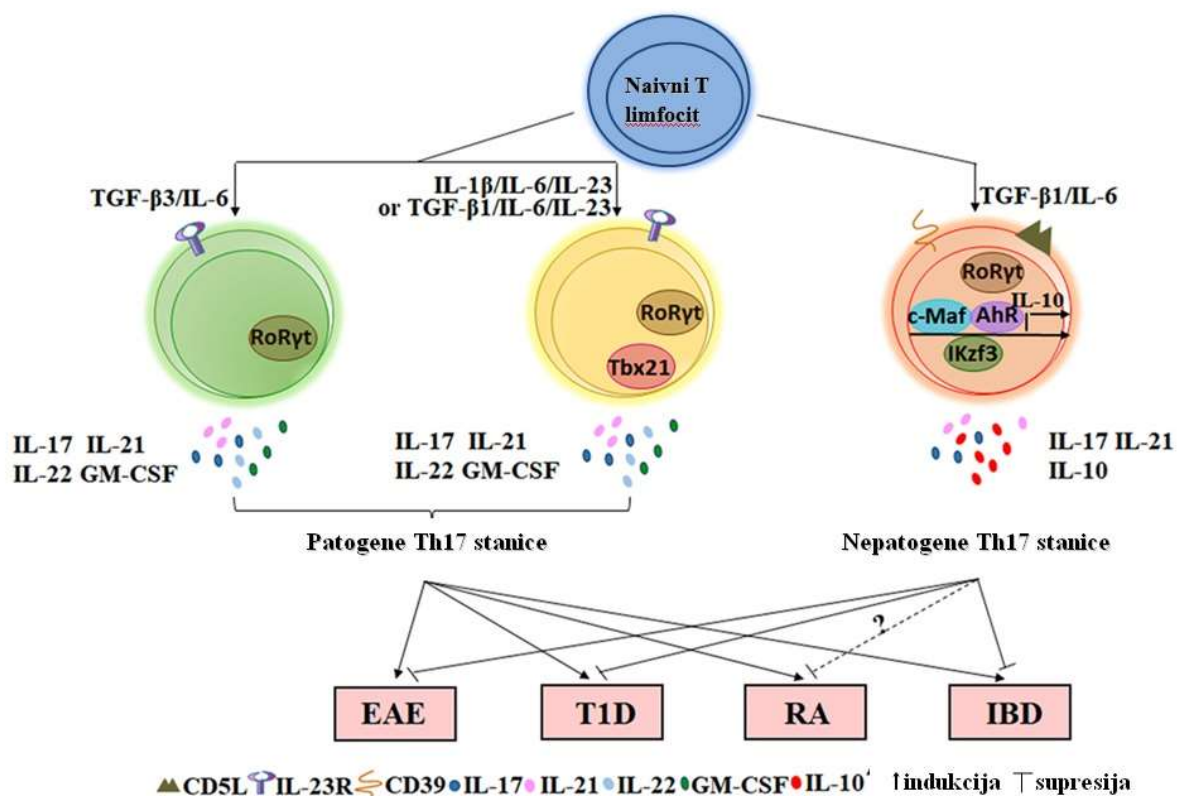 Naivni T
limfocit
TGF-β3/IL-6
IL-1β/IL-6/IL-23
or TGF-β1/IL-6/IL-23
TGF-β1/IL-6
RoRγt
RoRγt
Tbx21
RoRγt
IL-10
c-Maf AhR
IKzf3
IL-17 IL-21
IL-22 GM-CSF
IL-17 IL-21
IL-22 GM-CSF
IL-17 IL-21
IL-10
Patogene Th17 stanice
Nepatogene Th17 stanice
?
EAE T1D RA IBD
CD5L IL-23R CD39 IL-17 IL-21 IL-22 GM-CSF IL-10 indukcija supresija